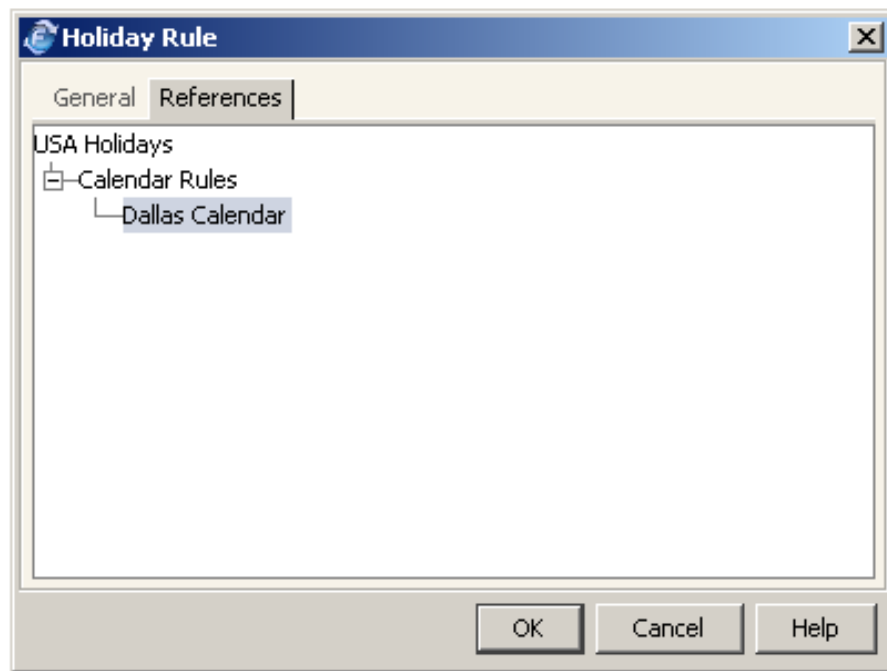 Holiday Rule
General References
USA Holidays
Calendar Rules
Dallas Calendar
OK Cancel Help